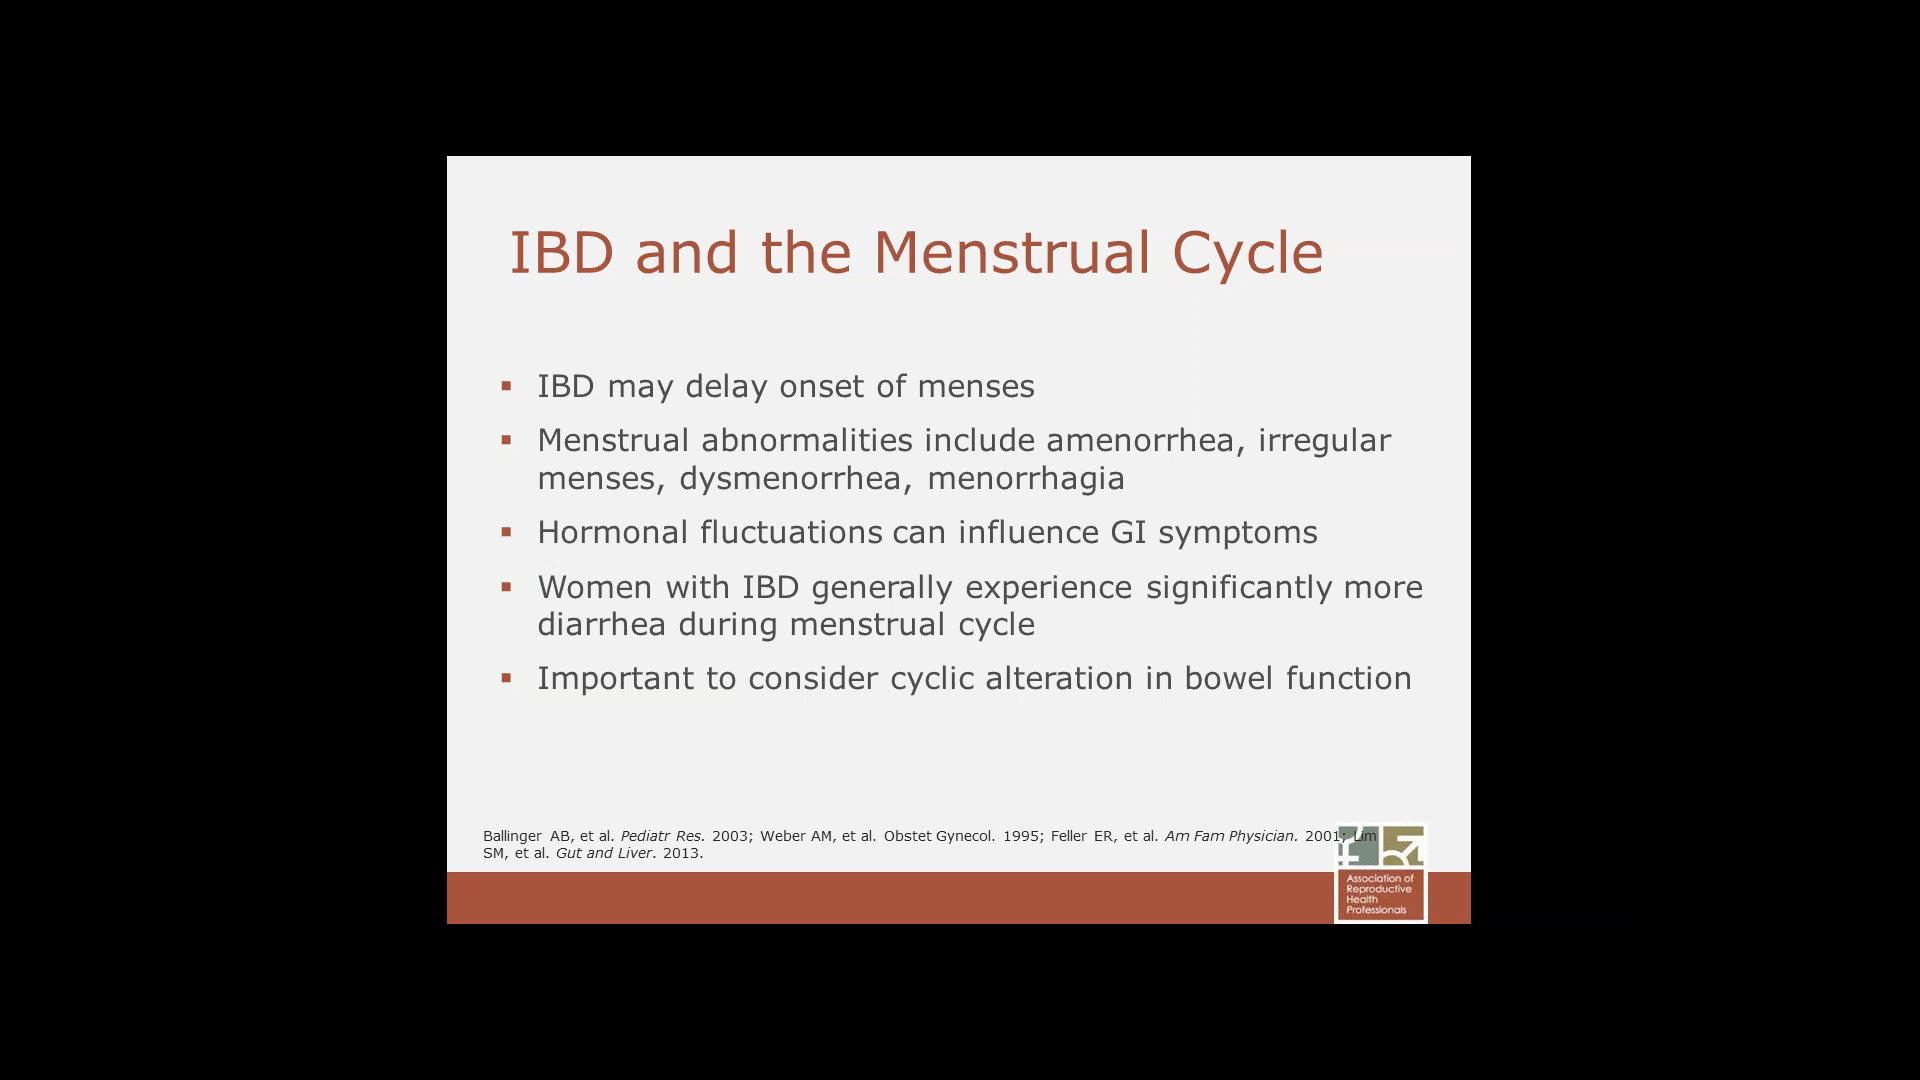 IBD and the Menstrual Cycle
▪ IBD may delay onset of menses
▪ Menstrual abnormalities include amenorrhea, irregular
menses, dysmenorrhea, menorrhagia
▪ Hormonal fluctuations can influence GI symptoms
▪ Women with IBD generally experience significantly more
diarrhea during menstrual cycle
▪ Important to consider cyclic alteration in bowel function
Ballinger AB, et al. Pediatr Res. 2003; Weber AM, et al. Obstet Gynecol. 1995; Feller ER, et al. Am Fam Physician. 2001; Lim
SM, et al. Gut and Liver. 2013.
Association of
Reproductive
Health
Professionals